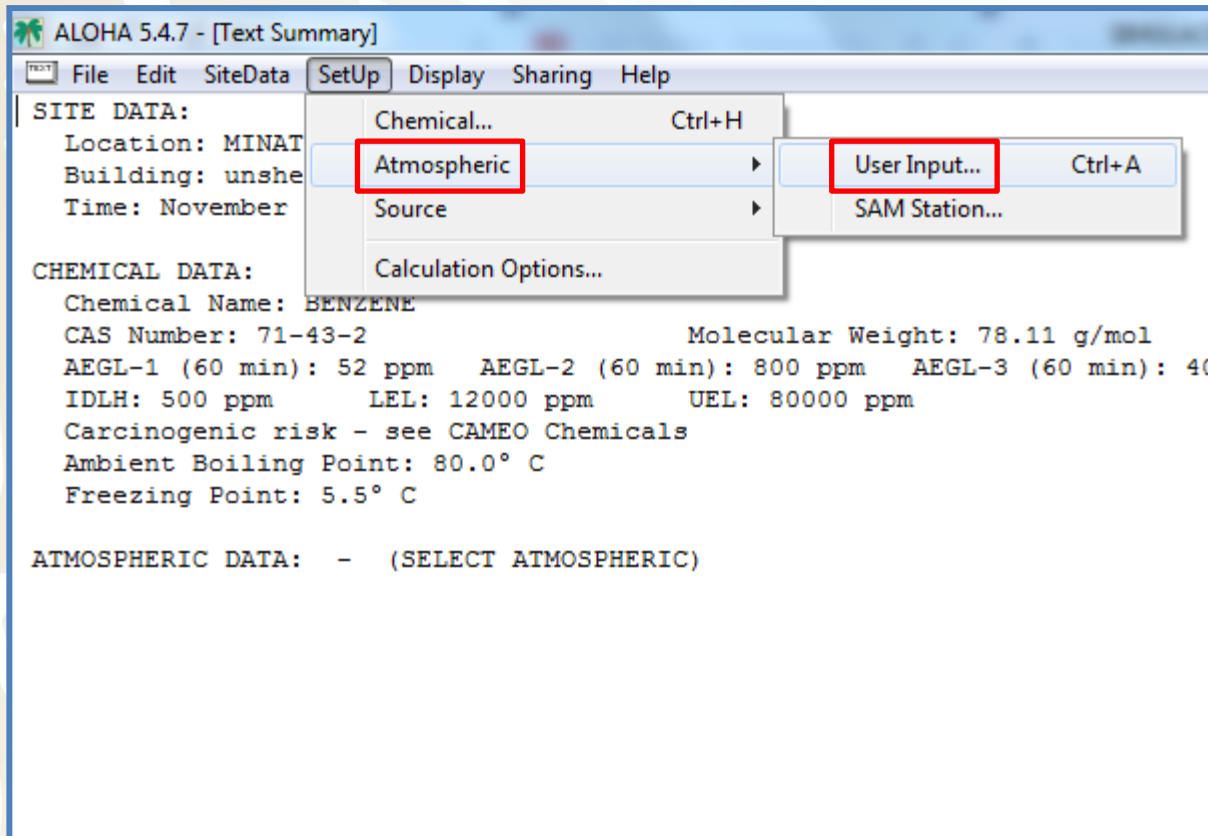 ALOHA 5.4.7 - [Text Summary]
File Edit SiteData SetUp Display Sharing Help
SITE DATA:
Location: MINAT
Building: unshe
Time: November
Chemical... Ctrl+H
Atmospheric
Source
Calculation Options...
User Input... Ctrl+A
SAM Station...
CHEMICAL DATA:
Chemical Name: BENZENE
CAS Number: 71-43-2 Molecular Weight: 78.11 g/mol
AEGL-1 (60 min): 52 ppm AEGL-2 (60 min): 800 ppm AEGL-3 (60 min): 40
IDLH: 500 ppm LEL: 12000 ppm UEL: 80000 ppm
Carcinogenic risk - see CAMEO Chemicals
Ambient Boiling Point: 80.0° C
Freezing Point: 5.5° C
ATMOSPHERIC DATA: - (SELECT ATMOSPHERIC)